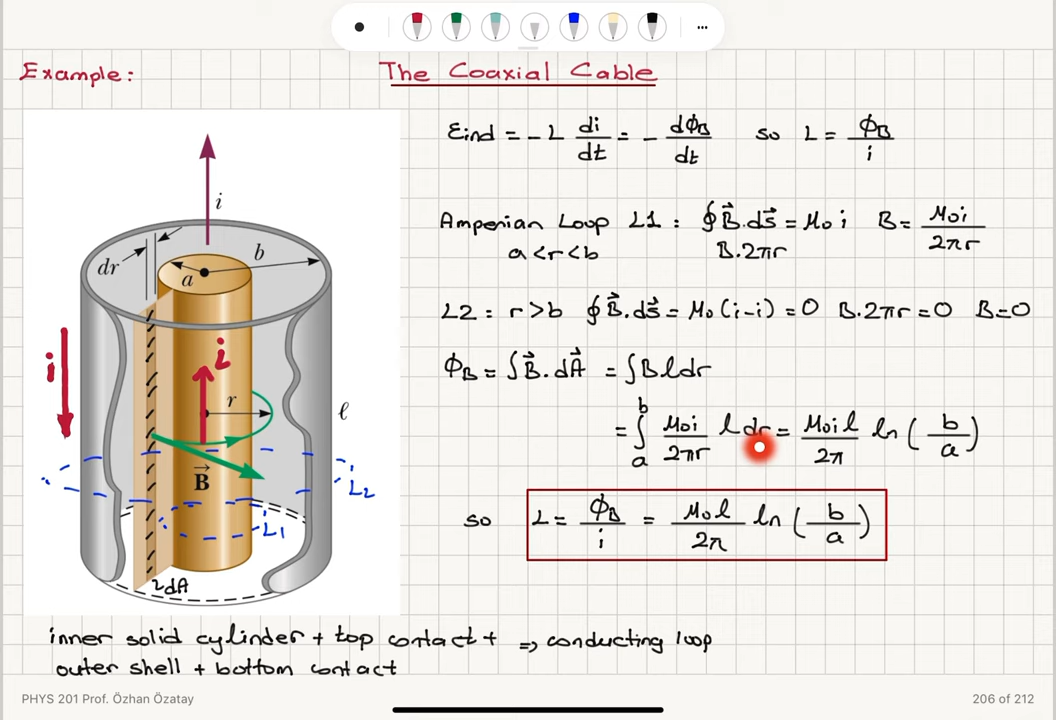 Example:
The Coaxial Cable
Eind = - L di/dt = - dΦB/dt so L = ΦB/i
Amperian Loop L1 : ∮B⃗.ds⃗ = μ₀i B = μ₀i/2πr
a<r<b B.2πr
L2 : r>b ∮B⃗.ds⃗ = μ₀(i-i) = 0 B.2πr = 0 B=0
ΦB = ∫B⃗.dA⃗ = ∫Bldr
= ∫ₐᵇ μ₀i/2πr l dr = μ₀il/2π ln(b/a)
so L = ΦB/i = μ₀l/2π ln(b/a)
i
dr
b
a
i
i
r
ℓ
B⃗
L2
L1
dA
inner solid cylinder + top contact + => conducting loop
outer shell + bottom contact
PHYS 201 Prof. Özhan Özatay
206 of 212